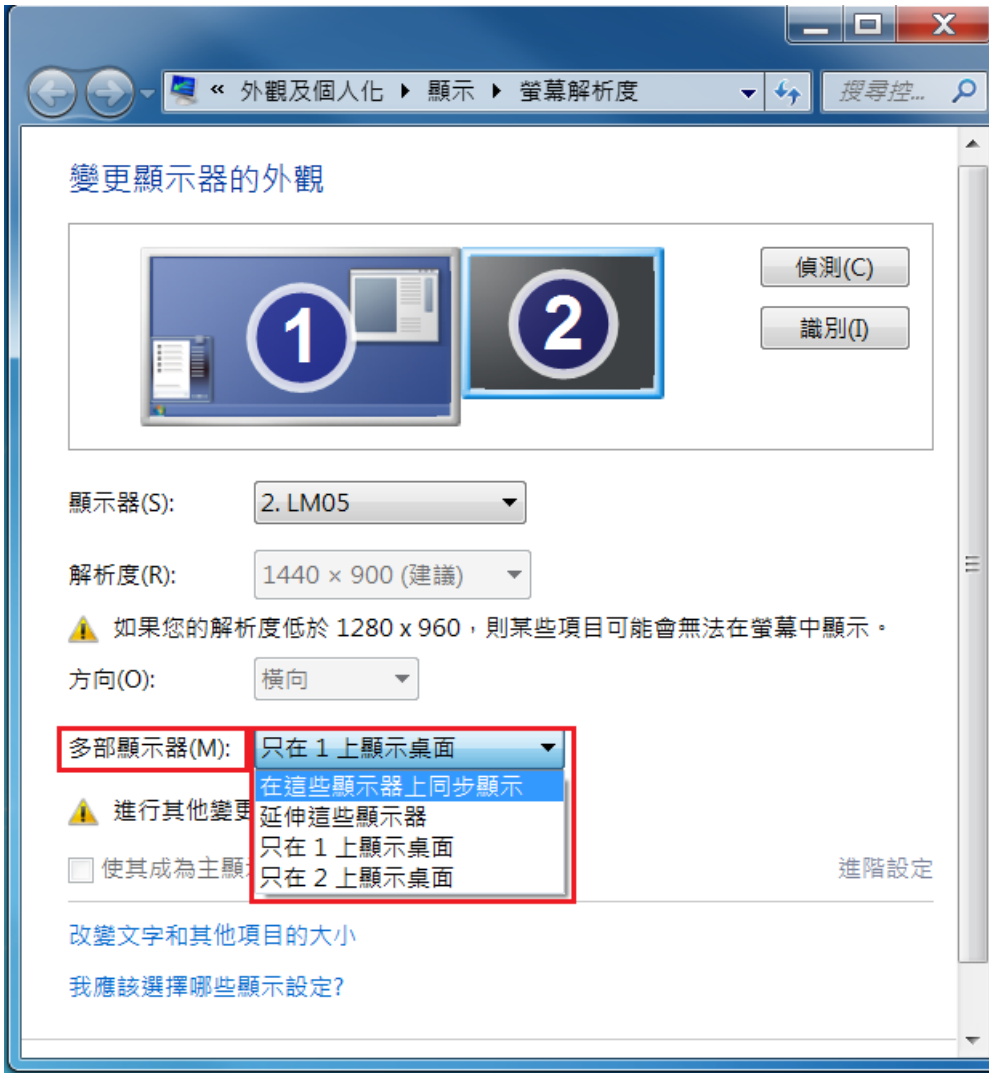 « 外觀及個人化 ▶ 顯示 ▶ 螢幕解析度
搜尋控...
變更顯示器的外觀
1
2
偵測(C)
識別(I)
顯示器(S):
2. LM05
解析度(R):
1440 × 900 (建議)
如果您的解析度低於 1280 x 960，則某些項目可能會無法在螢幕中顯示。
方向(O):
橫向
多部顯示器(M):
只在 1 上顯示桌面
在這些顯示器上同步顯示
延伸這些顯示器
只在 1 上顯示桌面
只在 2 上顯示桌面
進行其他變更
使其成為主顯
進階設定
改變文字和其他項目的大小
我應該選擇哪些顯示設定?